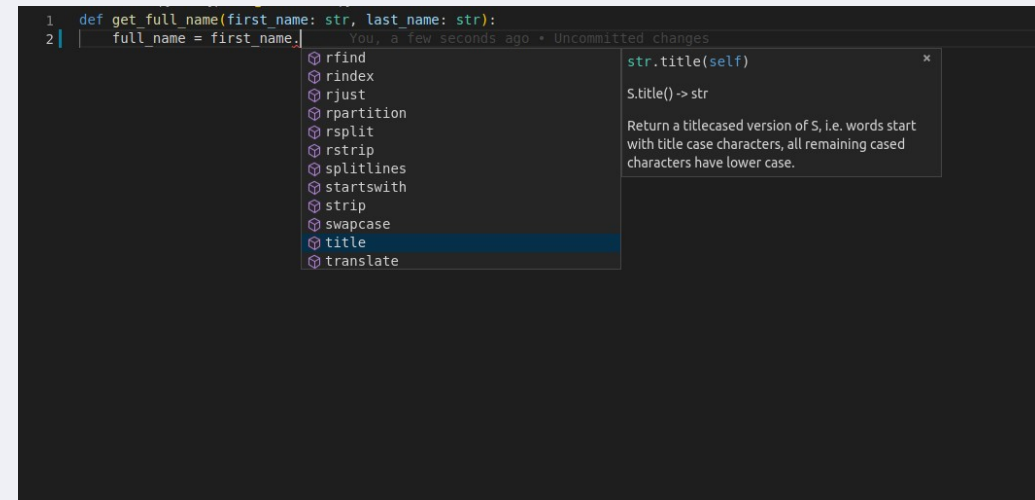 1 def get_full_name(first_name: str, last_name: str):
2 full_name = first_name. You, a few seconds ago • Uncommitted changes
rfind
rindex
rjust
rpartition
rsplit
rstrip
splitlines
startswith
strip
swapcase
title
translate
str.title(self) ×
S.title() -> str
Return a titlecased version of S, i.e. words start
with title case characters, all remaining cased
characters have lower case.